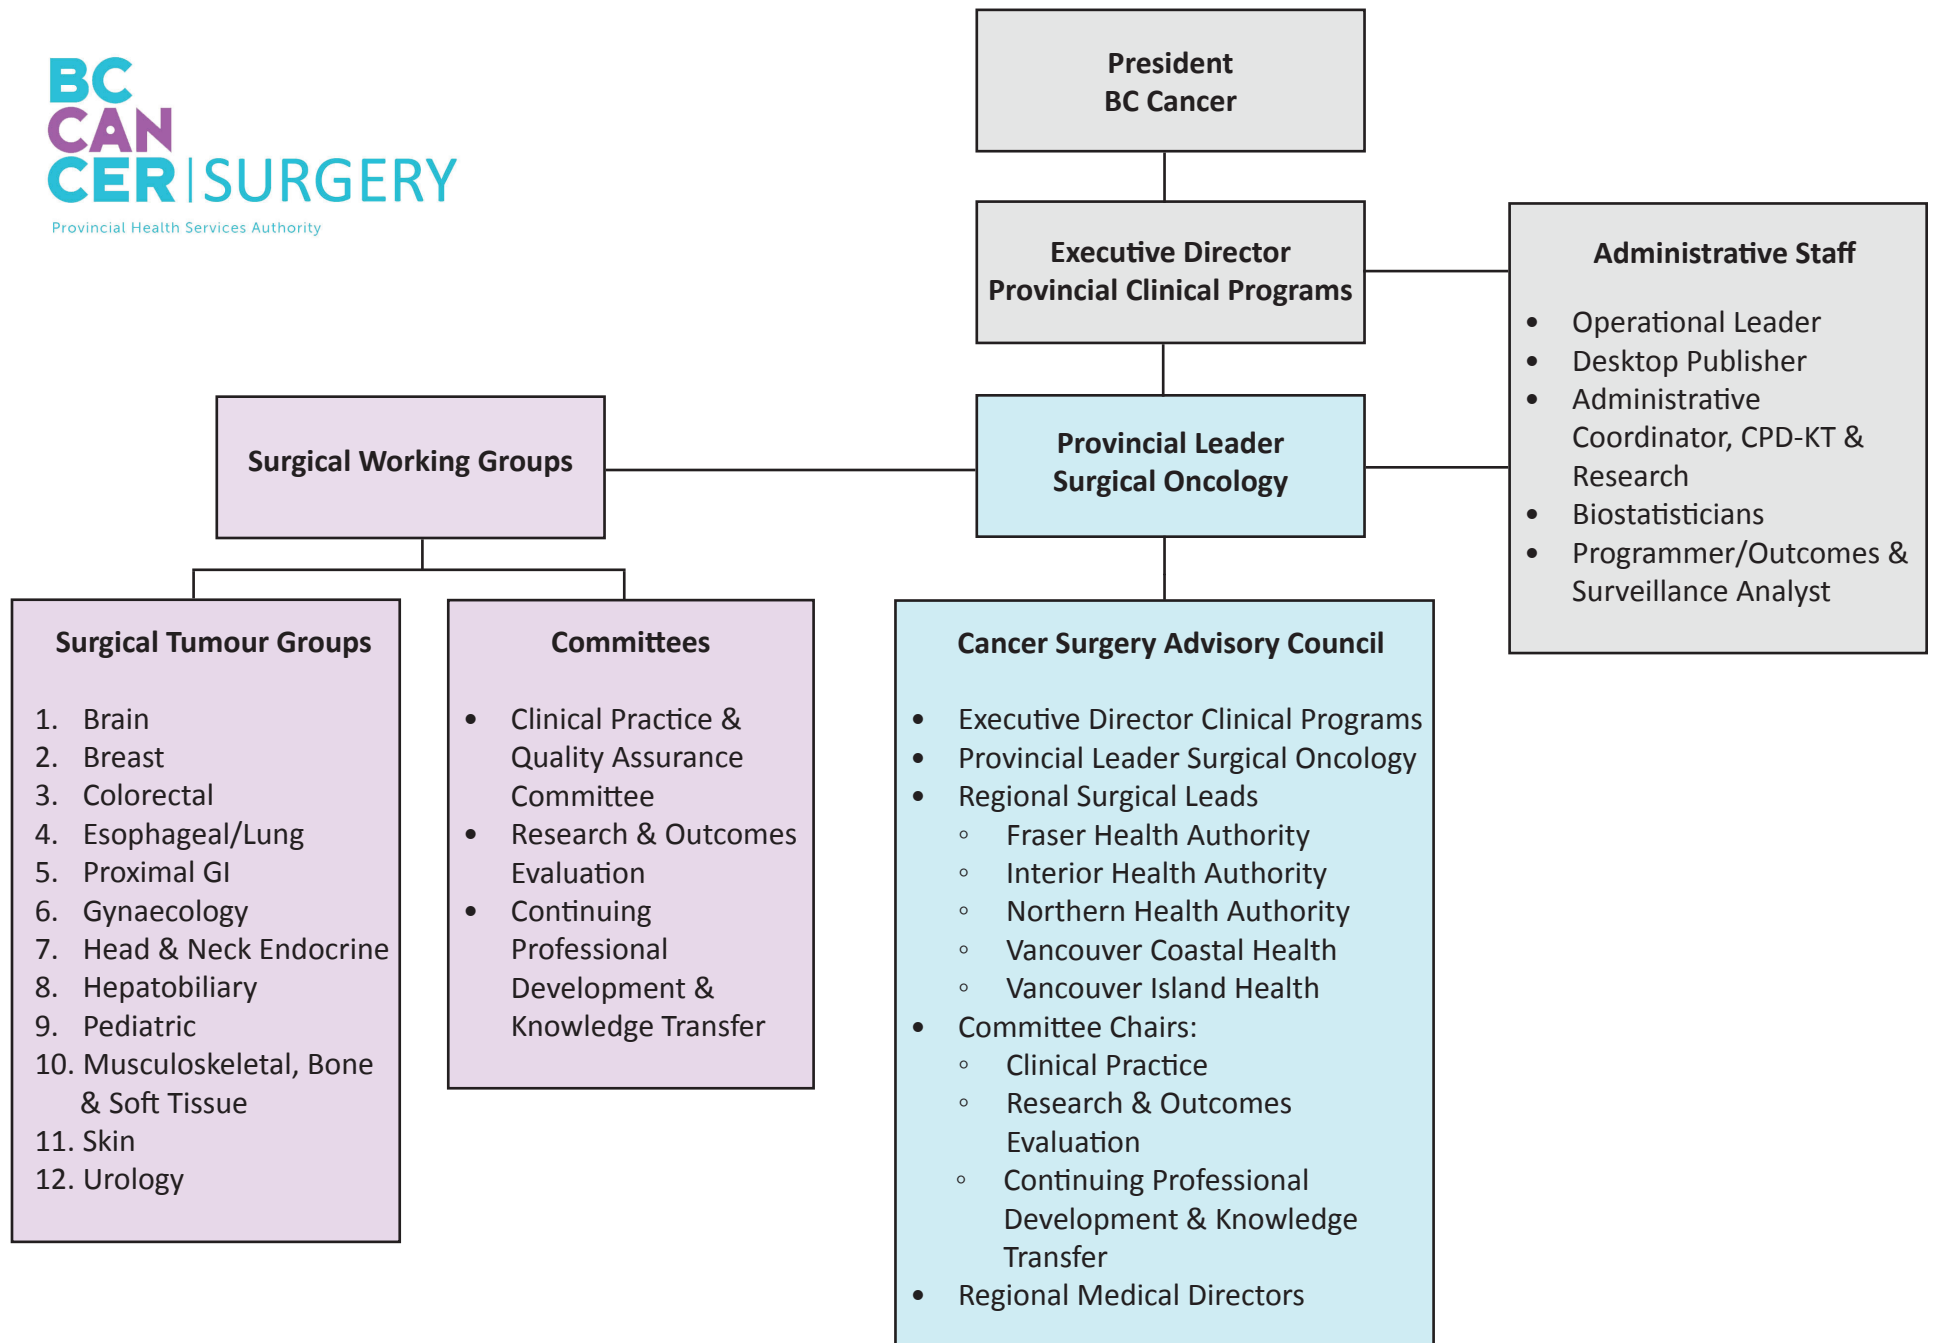 BC
CAN
CER | SURGERY
Provincial Health Services Authority
President
BC Cancer
Executive Director
Provincial Clinical Programs
Administrative Staff
• Operational Leader
• Desktop Publisher
• Administrative
Coordinator, CPD-KT &
Research
• Biostatisticians
• Programmer/Outcomes &
Surveillance Analyst
Surgical Working Groups
Provincial Leader
Surgical Oncology
Surgical Tumour Groups
1. Brain
2. Breast
3. Colorectal
4. Esophageal/Lung
5. Proximal GI
6. Gynaecology
7. Head & Neck Endocrine
8. Hepatobiliary
9. Pediatric
10. Musculoskeletal, Bone
& Soft Tissue
11. Skin
12. Urology
Committees
• Clinical Practice &
Quality Assurance
Committee
• Research & Outcomes
Evaluation
• Continuing
Professional
Development &
Knowledge Transfer
Cancer Surgery Advisory Council
• Executive Director Clinical Programs
• Provincial Leader Surgical Oncology
• Regional Surgical Leads
◦ Fraser Health Authority
◦ Interior Health Authority
◦ Northern Health Authority
◦ Vancouver Coastal Health
◦ Vancouver Island Health
• Committee Chairs:
◦ Clinical Practice
◦ Research & Outcomes
Evaluation
◦ Continuing Professional
Development & Knowledge
Transfer
• Regional Medical Directors